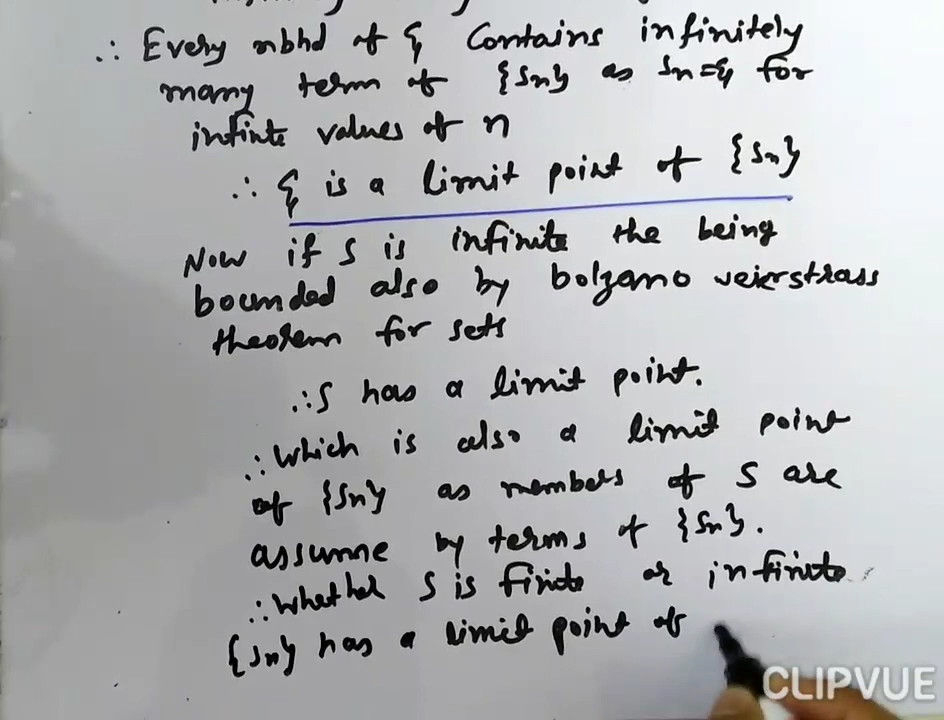 ∴ Every nbhd of ξ Contains infinitely
many term of {Sn} as Sn=ξ for
infinte values of n
∴ ξ is a limit point of {Sn}
Now if S is infinite the being
bounded also by bolzano weierstrass
theorem for sets
∴ S has a limit point.
∴ Which is also a limit point
of {Sn} as members of S are
assume by terms of {Sn}.
∴ Whether S is finite or infinite
{Sn} has a limit point of
CLIPVUE